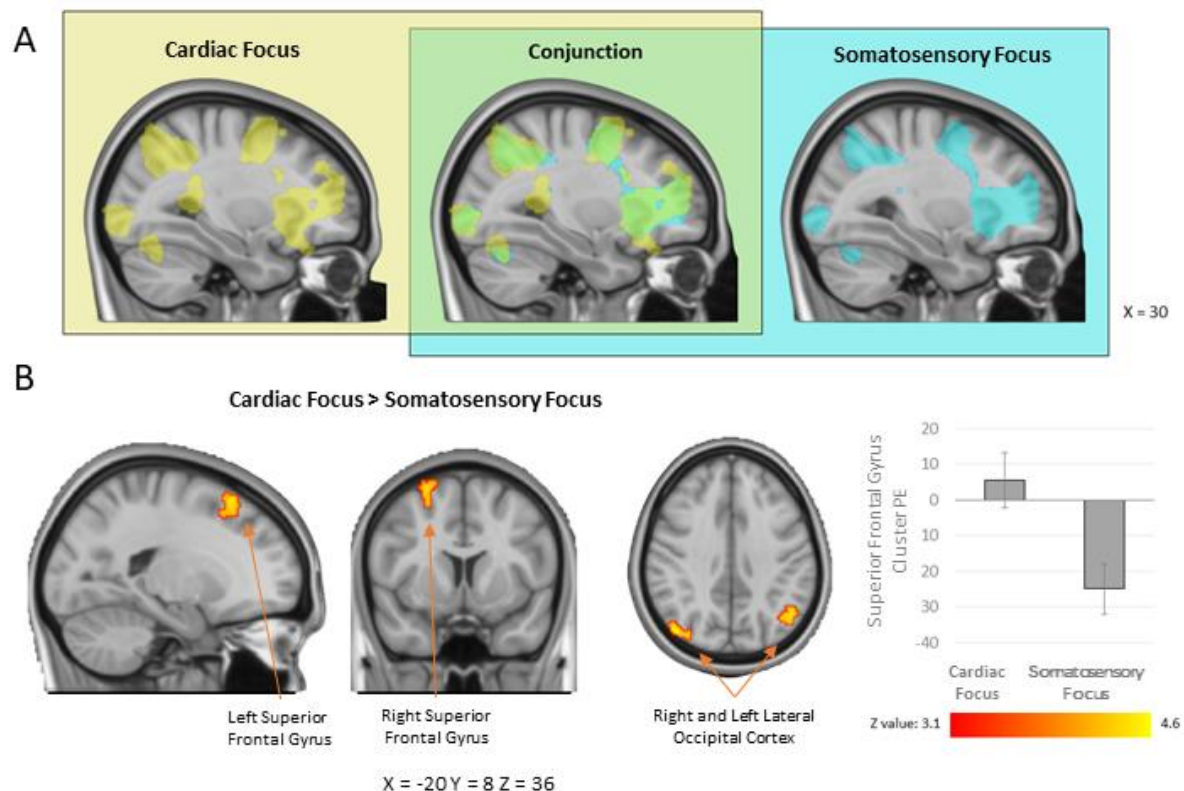 A
Cardiac Focus
Conjunction
Somatosensory Focus
X = 30
B
Cardiac Focus > Somatosensory Focus
Left Superior
Frontal Gyrus
Right Superior
Frontal Gyrus
Right and Left Lateral
Occipital Cortex
X = -20 Y = 8 Z = 36
Superior Frontal Gyrus
Cluster PE
20
10
0
10
20
30
-40
Cardiac
Focus
Somatosensory
Focus
Z value: 3.1
4.6